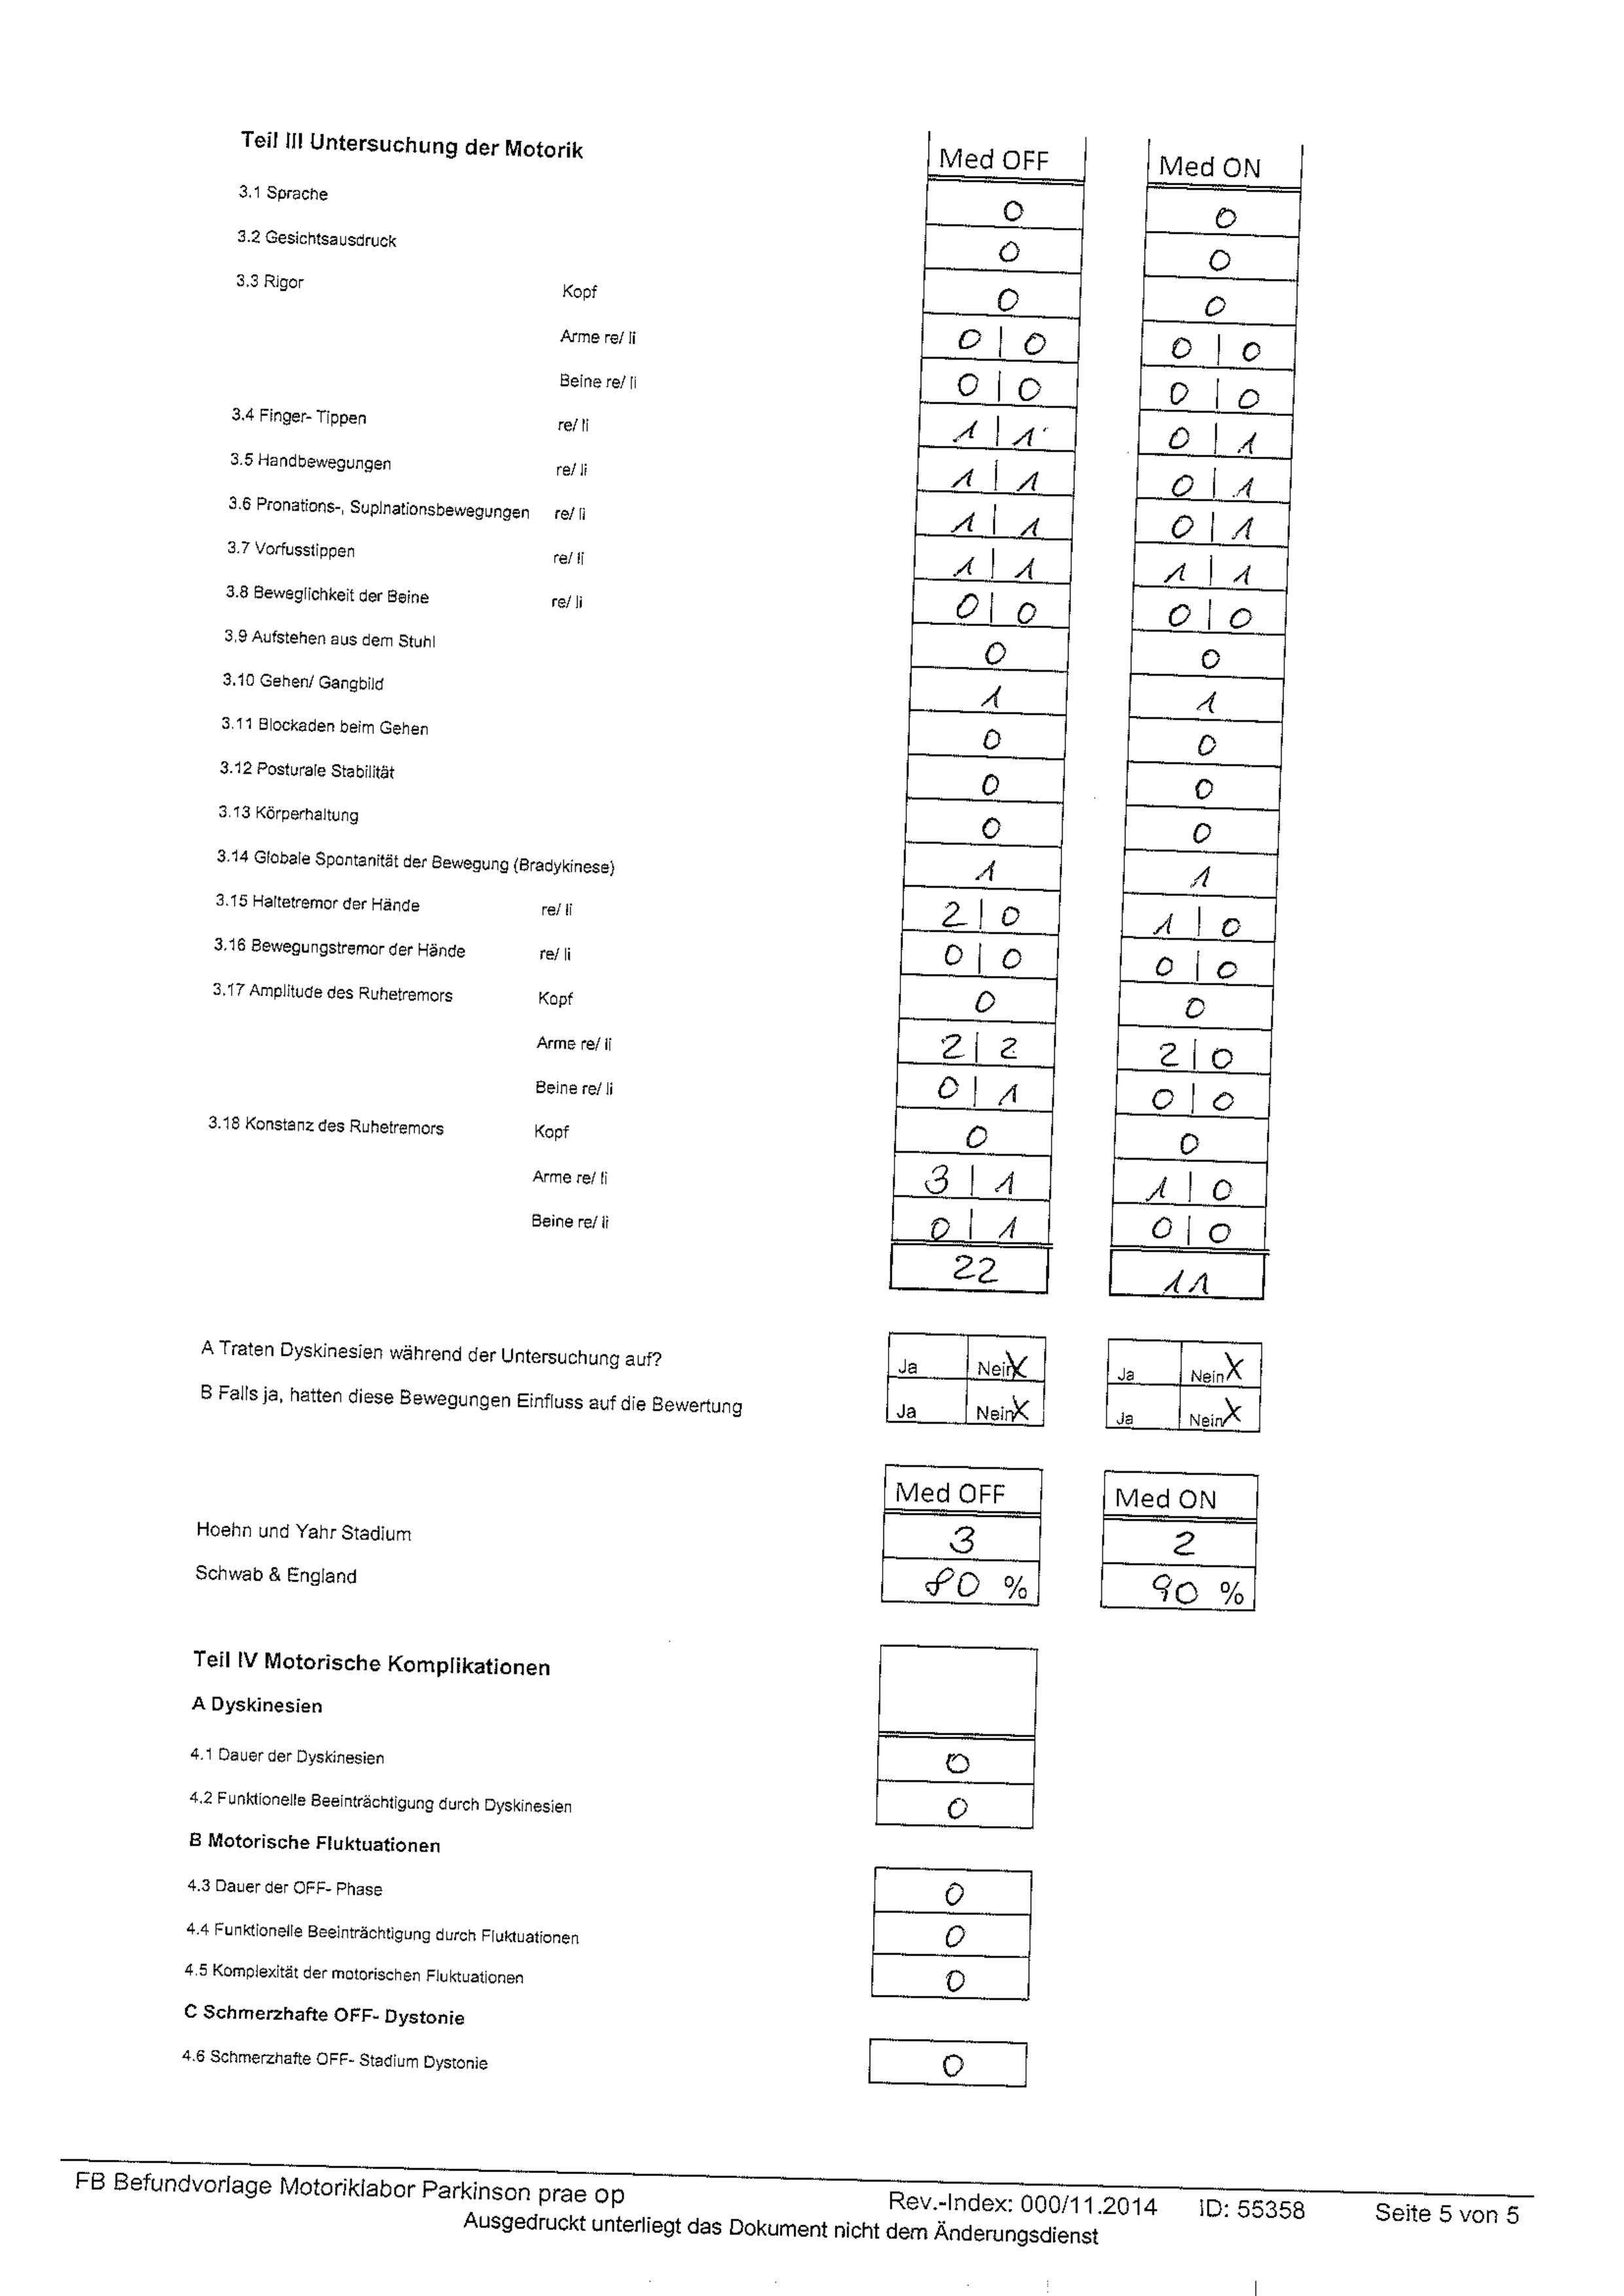 Teil III Untersuchung der Motorik Med OFF Med ON
3.1 Sprache 0 0
3.2 Gesichtsausdruck 0 0
3.3 Rigor Kopf 0 0
Arme re/ li 0 | 0 0 | 0
Beine re/ li 0 | 0 0 | 0
3.4 Finger- Tippen re/ li 1 | 1 0 | 1
3.5 Handbewegungen re/ li 1 | 1 0 | 1
3.6 Pronations-, Supinationsbewegungen re/ li 1 | 1 0 | 1
3.7 Vorfusstippen re/ li 1 | 1 1 | 1
3.8 Beweglichkeit der Beine re/ li 0 | 0 0 | 0
3.9 Aufstehen aus dem Stuhl 0 0
3.10 Gehen/ Gangbild 1 1
3.11 Blockaden beim Gehen 0 0
3.12 Posturale Stabilität 0 0
3.13 Körperhaltung 0 0
3.14 Globale Spontanität der Bewegung (Bradykinese) 1 1
3.15 Haltetremor der Hände re/ li 2 | 0 1 | 0
3.16 Bewegungstremor der Hände re/ li 0 | 0 0 | 0
3.17 Amplitude des Ruhetremors Kopf 0 0
Arme re/ li 2 | 2 2 | 0
Beine re/ li 0 | 1 0 | 0
3.18 Konstanz des Ruhetremors Kopf 0 0
Arme re/ li 3 | 1 1 | 0
Beine re/ li 0 | 1 0 | 0
22 11
A Traten Dyskinesien während der Untersuchung auf? Ja Nein X Ja Nein X
B Falls ja, hatten diese Bewegungen Einfluss auf die Bewertung Ja Nein X Ja Nein X
Med OFF Med ON
Hoehn und Yahr Stadium 3 2
Schwab & England 80 % 90 %
Teil IV Motorische Komplikationen
A Dyskinesien
4.1 Dauer der Dyskinesien 0
4.2 Funktionelle Beeinträchtigung durch Dyskinesien 0
B Motorische Fluktuationen
4.3 Dauer der OFF- Phase 0
4.4 Funktionelle Beeinträchtigung durch Fluktuationen 0
4.5 Komplexität der motorischen Fluktuationen 0
C Schmerzhafte OFF- Dystonie
4.6 Schmerzhafte OFF- Stadium Dystonie 0
FB Befundvorlage Motoriklabor Parkinson prae op Rev.-Index: 000/11.2014 ID: 55358 Seite 5 von 5
Ausgedruckt unterliegt das Dokument nicht dem Änderungsdienst